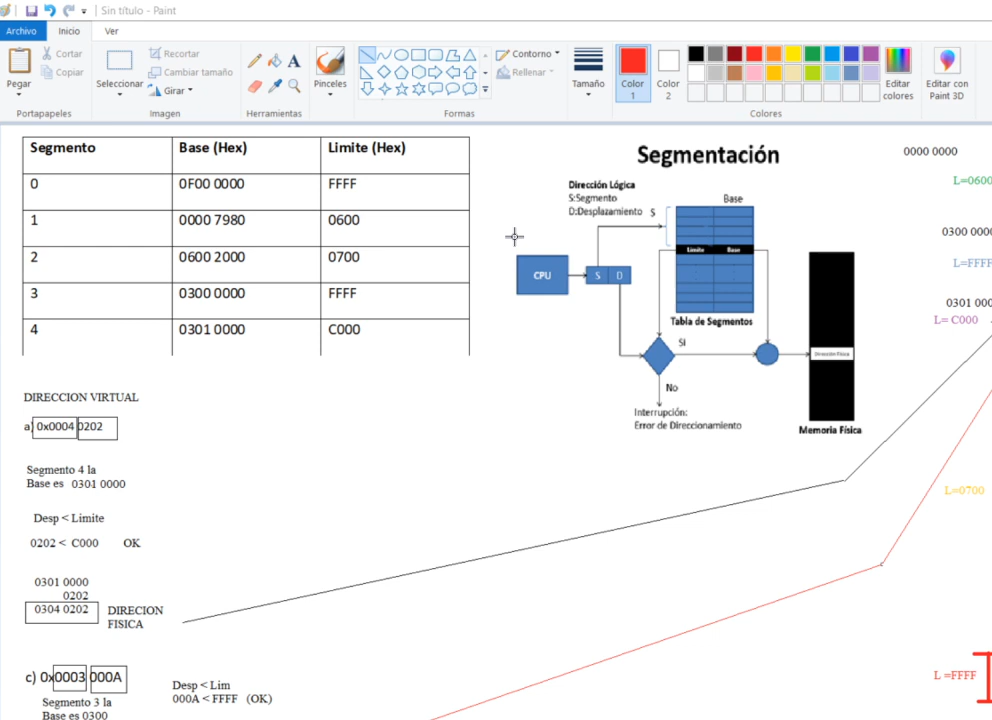 Sin título - Paint
Archivo Inicio Ver
Pegar
Cortar
Copiar
Portapapeles
Seleccionar
Recortar
Cambiar tamaño
Girar
Imagen
A
Herramientas
Pinceles
Contorno
Rellenar
Formas
Tamaño
Color 1
Color 2
Editar colores
Editar con Paint 3D
Colores
Segmento Base (Hex) Limite (Hex)
0 0F00 0000 FFFF
1 0000 7980 0600
2 0600 2000 0700
3 0300 0000 FFFF
4 0301 0000 C000
Segmentación
Dirección Lógica
S:Segmento
D:Desplazamiento S
Base
Limite Base
CPU S D
Tabla de Segmentos
SI
Dirección Física
No
Interrupción:
Error de Direccionamiento
Memoria Física
0000 0000
L=0600
0300 0000
L=FFFF
0301 000
L= C000
L=0700
L =FFFF
DIRECCION VIRTUAL
a) 0x0004 0202
Segmento 4 la
Base es 0301 0000
Desp < Limite
0202 < C000 OK
0301 0000
0202
0304 0202 DIRECION
FISICA
c) 0x0003 000A
Segmento 3 la
Base es 0300
Desp < Lim
000A < FFFF (OK)